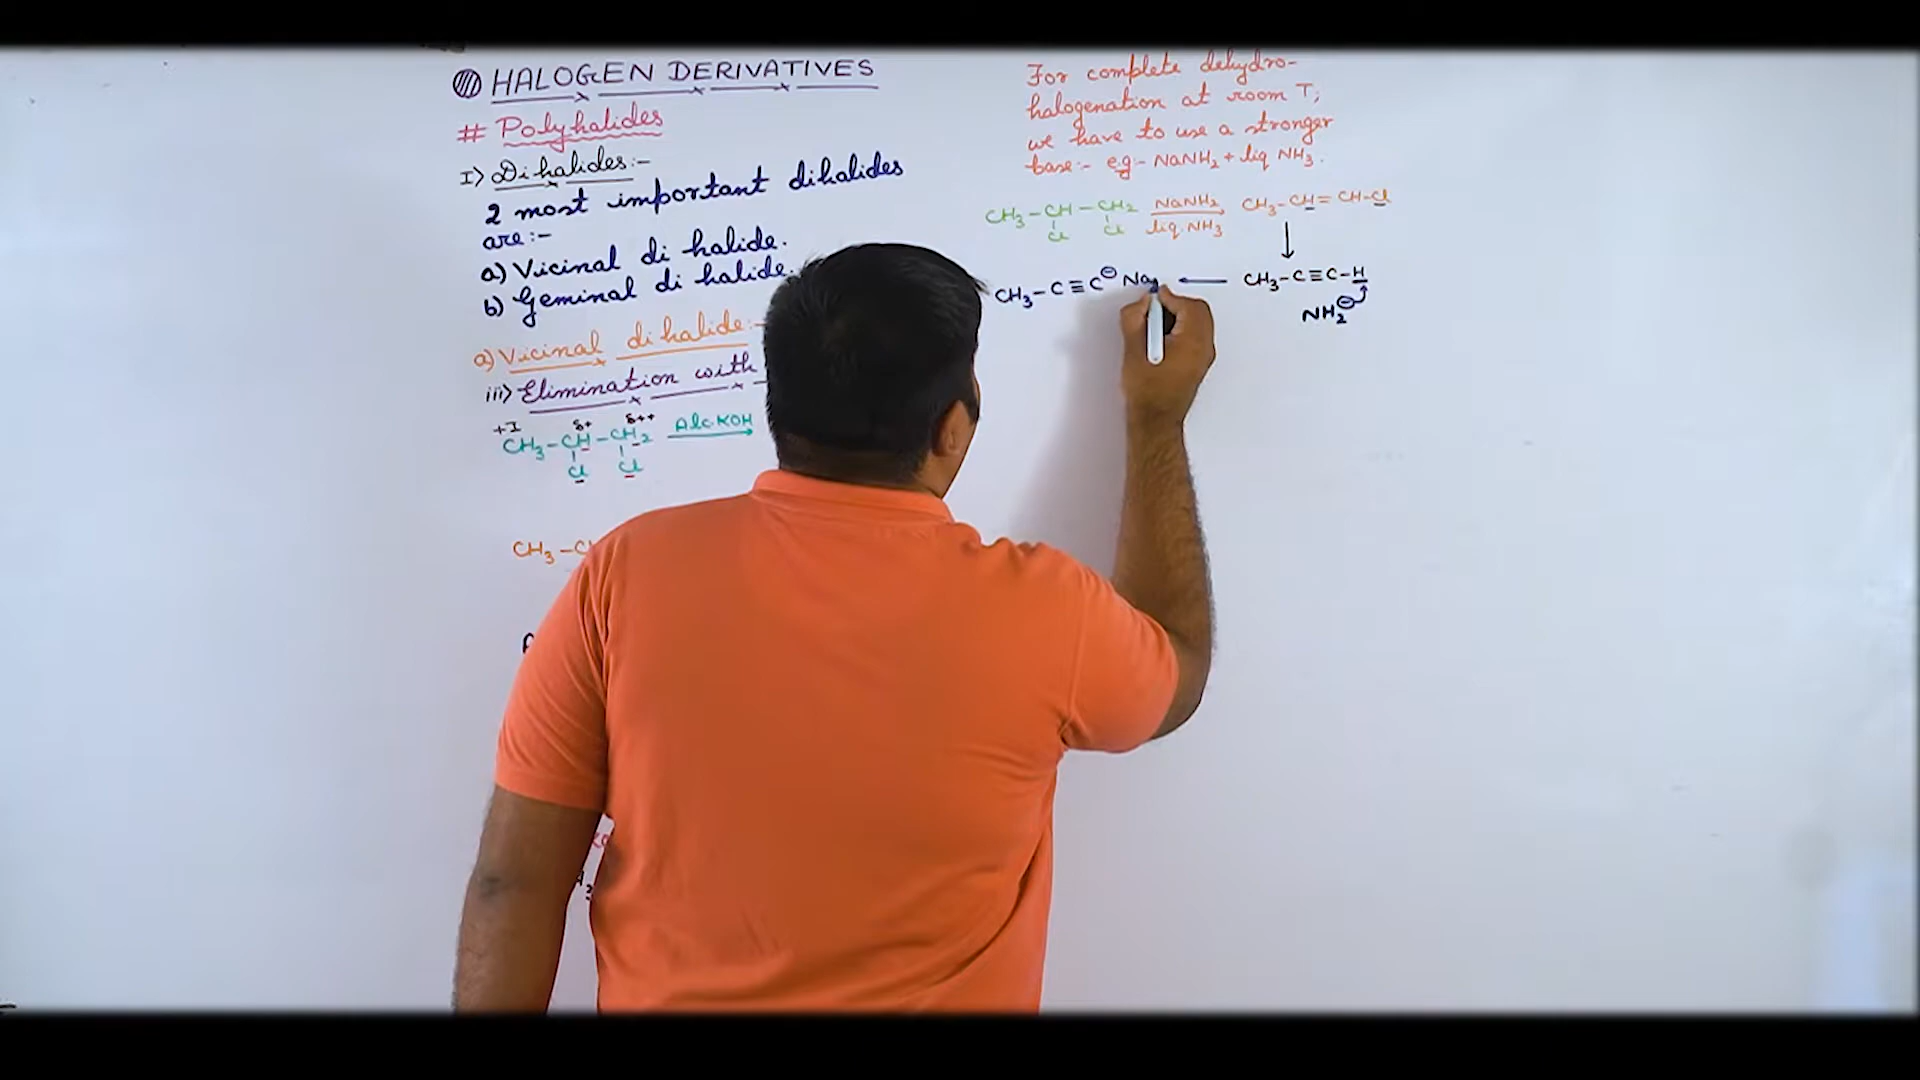 HALOGEN DERIVATIVES
# Polyhalides
I> Dihalides:-
2 most important dihalides
are:-
a) Vicinal di halide.
b) Geminal di halide.
a) Vicinal di halide:-
iii> Elimination with
+I δ+ δ++
CH₃-CH-CH₂ Alc.KOH
Cl Cl
CH₃-C
For complete dehydro-
halogenation at room T;
we have to use a stronger
base:- e.g:- NaNH₂ + liq NH₃.
CH₃-CH-CH₂ NaNH₂ CH₃-CH=CH-Cl
Cl Cl liq.NH₃
CH₃-C≡C⊖ Na ← CH₃-C≡C-H
NH₂⊖